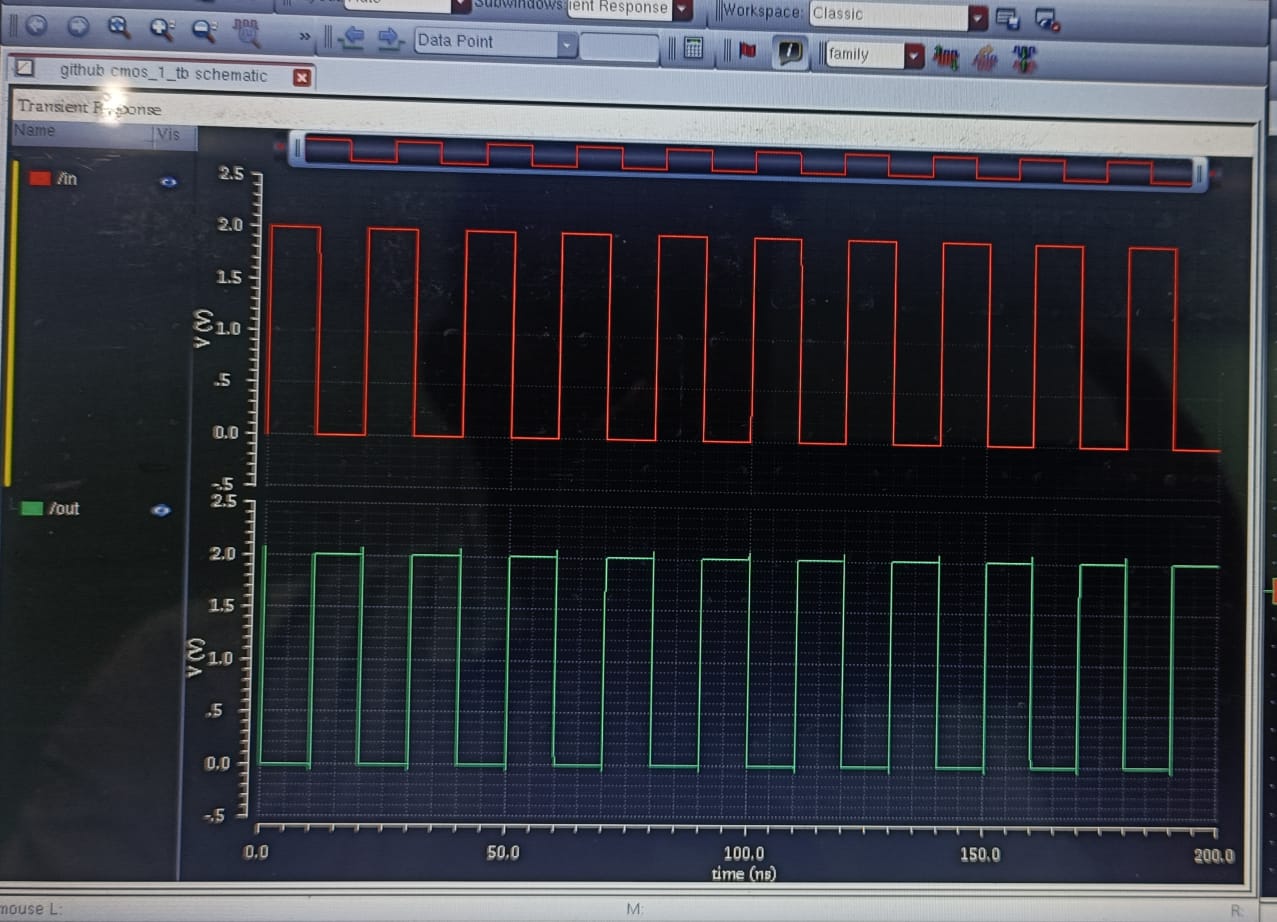 Subwindows: ient Response
Workspace: Classic
Data Point
family
github cmos_1_tb schematic
Transient Response
Name Vis
/in
2.5
2.0
1.5
1.0
.5
0.0
-.5
V (V)
/out
2.5
2.0
1.5
1.0
.5
0.0
-.5
V (V)
0.0 50.0 100.0 150.0 200.0
time (ns)
mouse L: M: R: